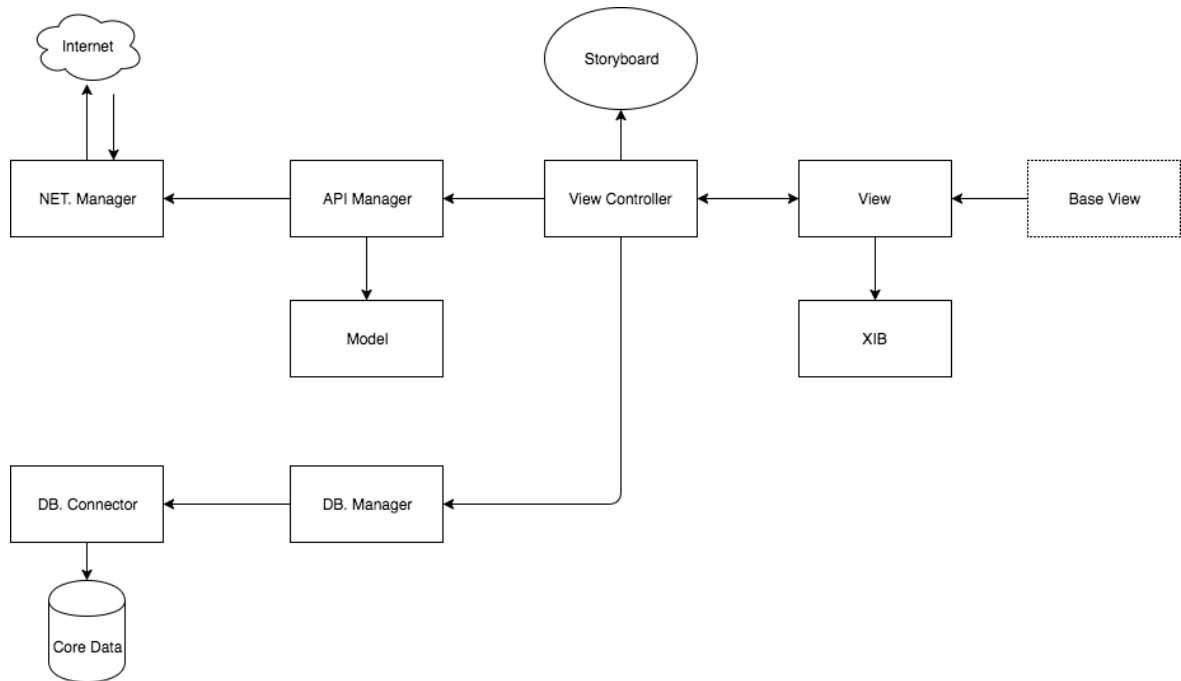 Internet
Storyboard
NET. Manager
API Manager
View Controller
View
Base View
Model
XIB
DB. Connector
DB. Manager
Core Data